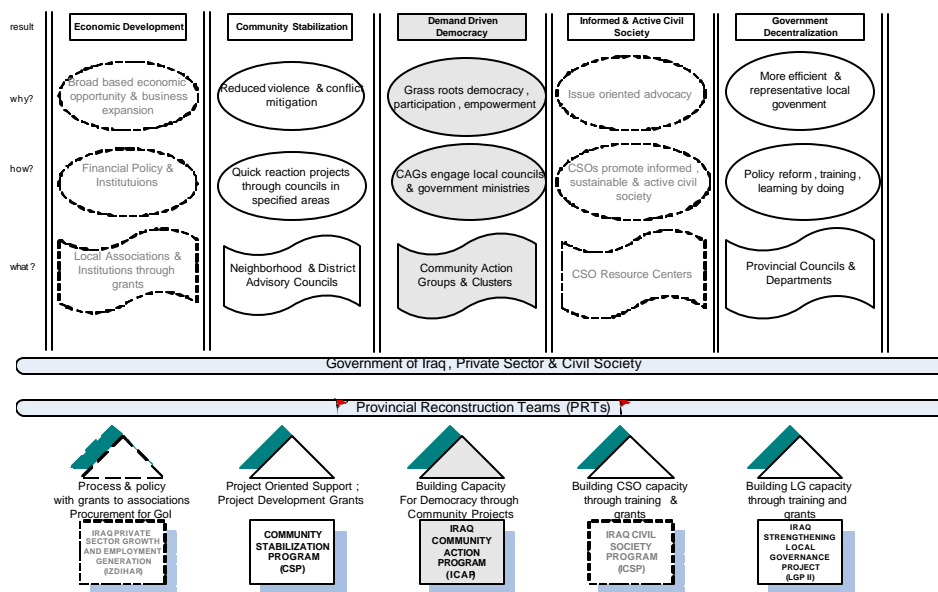 result
Economic Development
Community Stabilization
Demand Driven
Democracy
Informed & Active Civil
Society
Government
Decentralization
why?
Broad based economic
opportunity & business
expansion
Reduced violence & conflict
mitigation
Grass roots democracy ,
participation , empowerment
Issue oriented advocacy
More efficient &
representative local
govenment
how?
Financial Policy &
Institutuions
Quick reaction projects
through councils in
specified areas
CAGs engage local councils
& government ministries
CSOs promote informed ,
sustainable & active civil
society
Policy reform , training ,
learning by doing
what ?
Local Associations &
Institutions through
grants
Neighborhood & District
Advisory Councils
Community Action
Groups & Clusters
CSO Resource Centers
Provincial Councils &
Departments
Government of Iraq , Private Sector & Civil Society
Provincial Reconstruction Teams (PRTs)
Process & policy
with grants to associations
Procurement for GoI
Project Oriented Support ;
Project Development Grants
Building Capacity
For Democracy through
Community Projects
Building CSO capacity
through training &
grants
Building LG capacity
through training and
grants
IRAQ PRIVATE
SECTOR GROWTH
AND EMPLOYMENT
GENERATION
(IZDIHAR)
COMMUNITY
STABILIZATION
PROGRAM
(CSP)
IRAQ
COMMUNITY
ACTION
PROGRAM
(ICAP)
IRAQ CIVIL
SOCIETY
PROGRAM
(ICSP)
IRAQ
STRENGTHENING
LOCAL
GOVERNANCE
PROJECT
(LGP II)